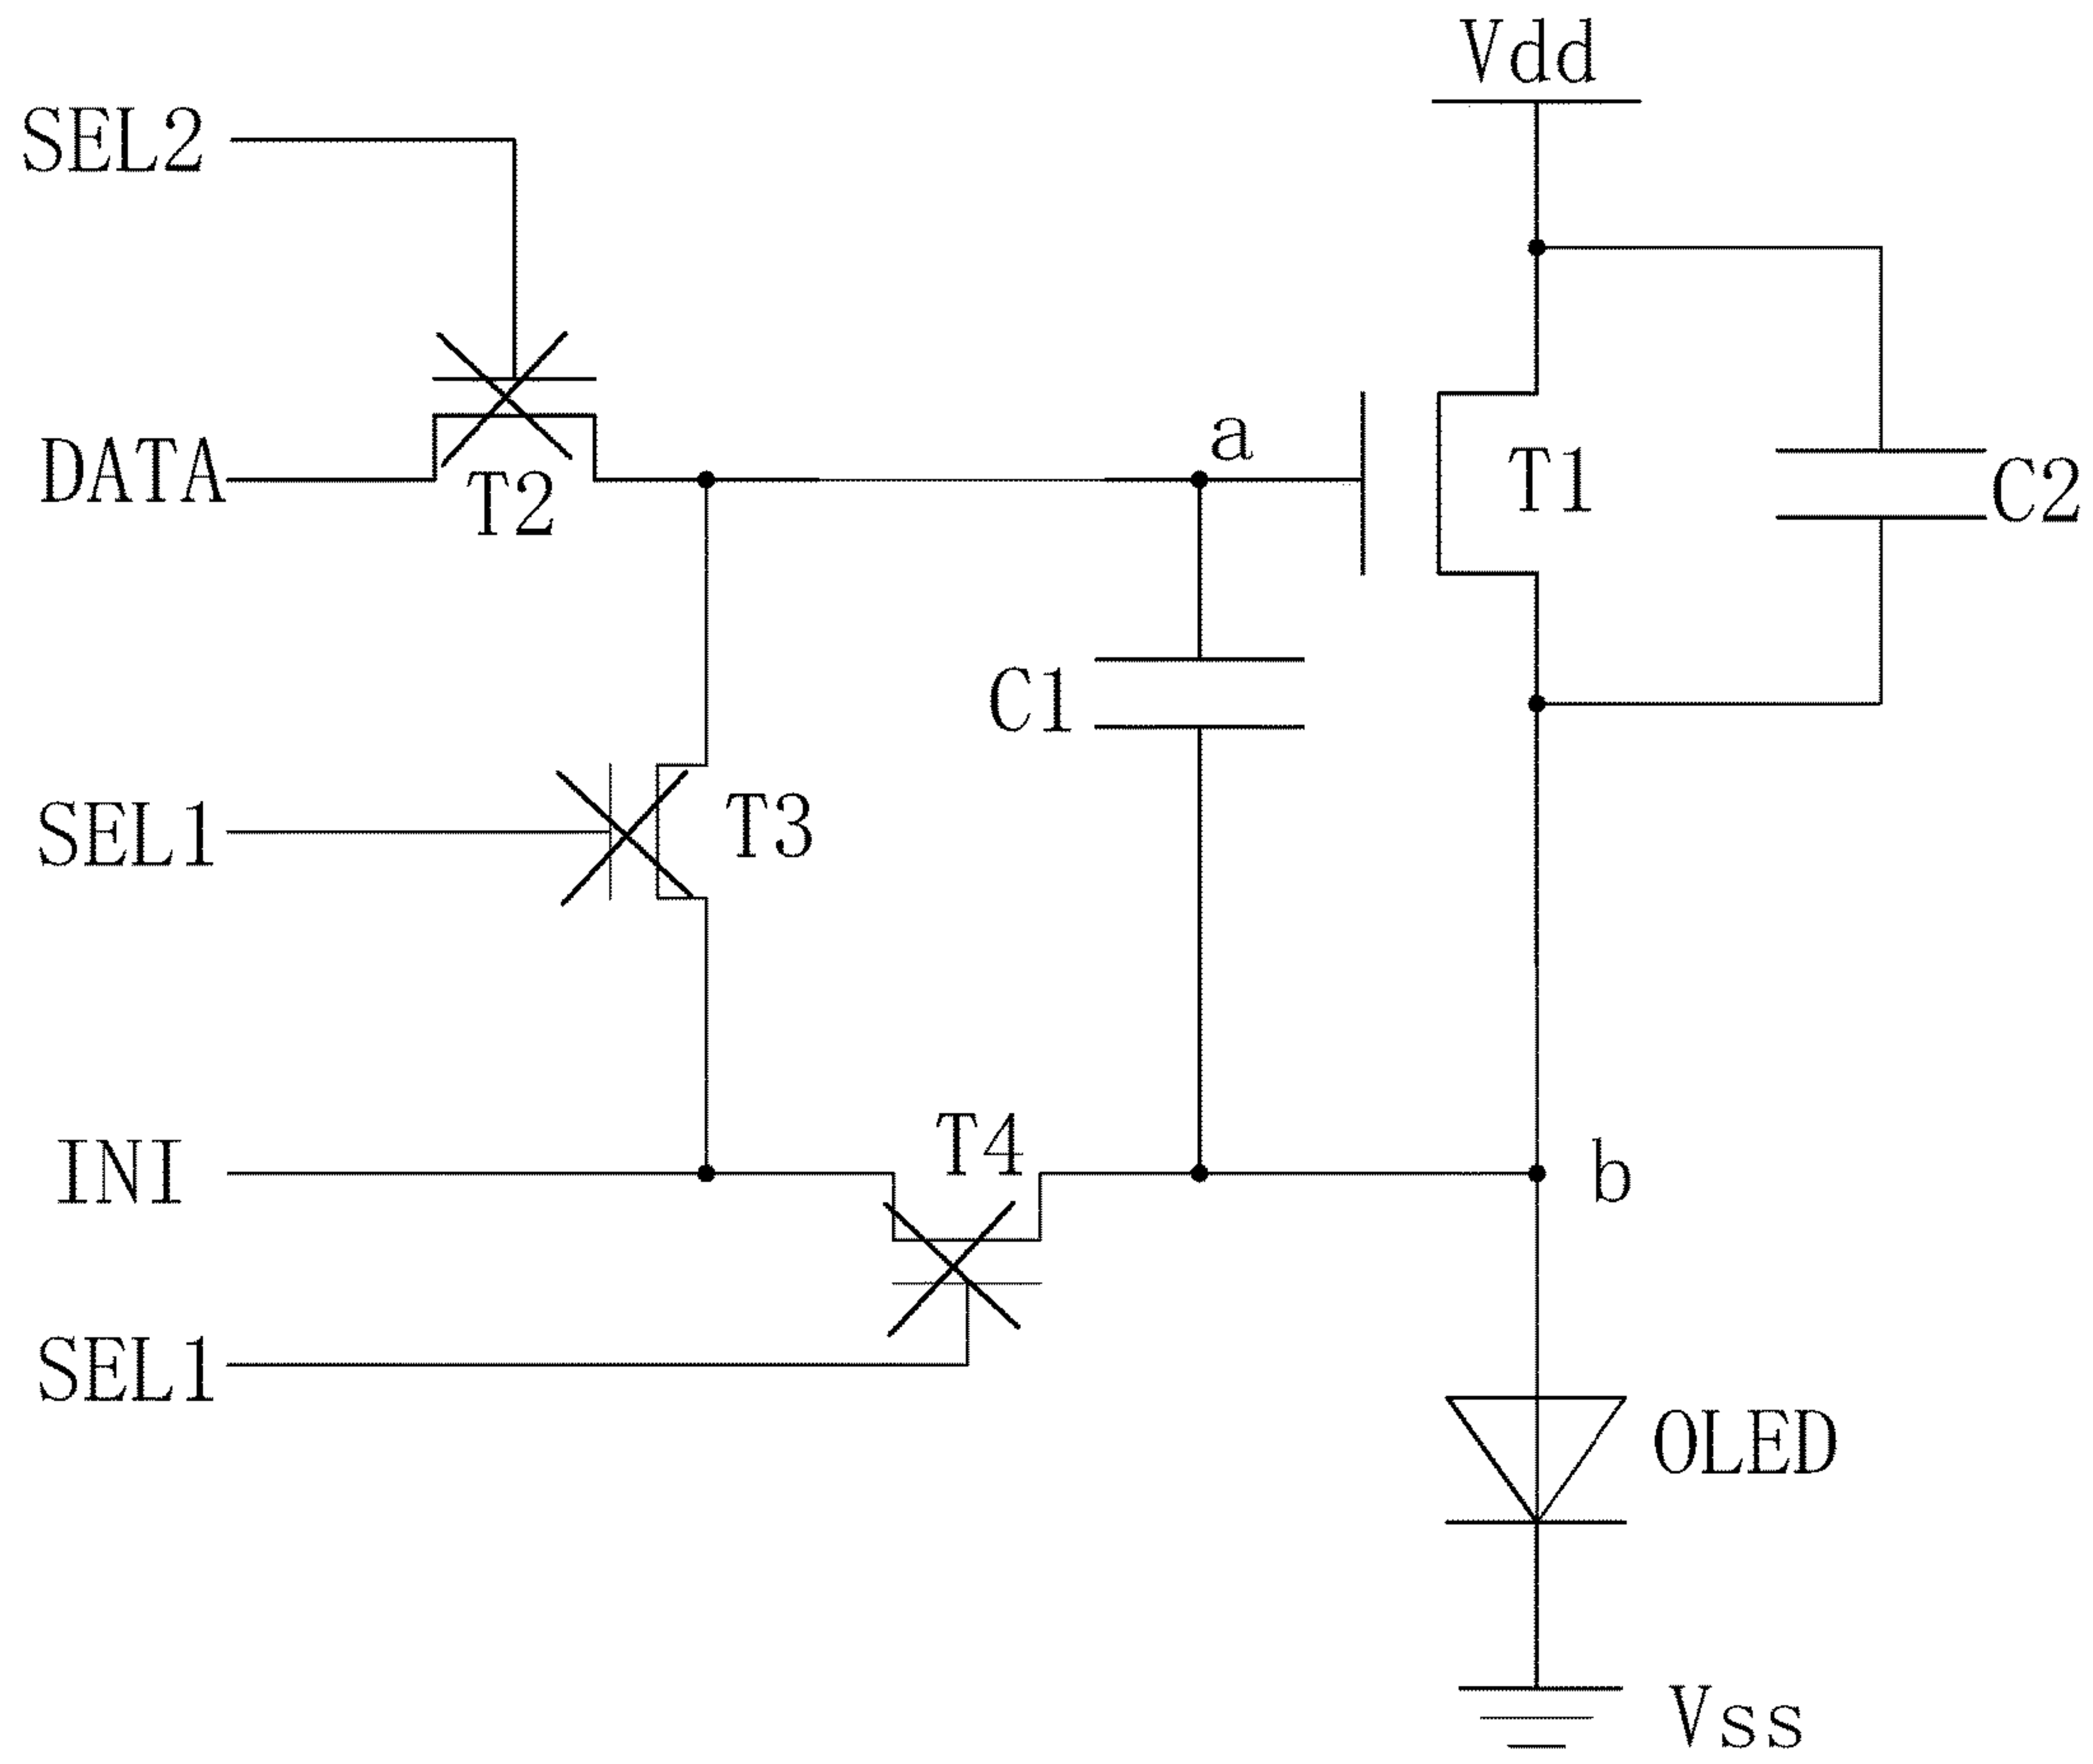 Vdd
SEL2
DATA
T2
a
T1
C2
C1
SEL1
T3
T4
INI
b
SEL1
OLED
Vss